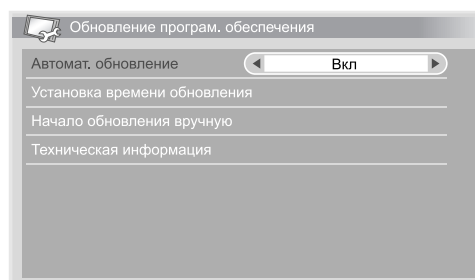 Обновление програм. обеспечения
Автомат. обновление Вкл
Установка времени обновления
Начало обновления вручную
Техническая информация